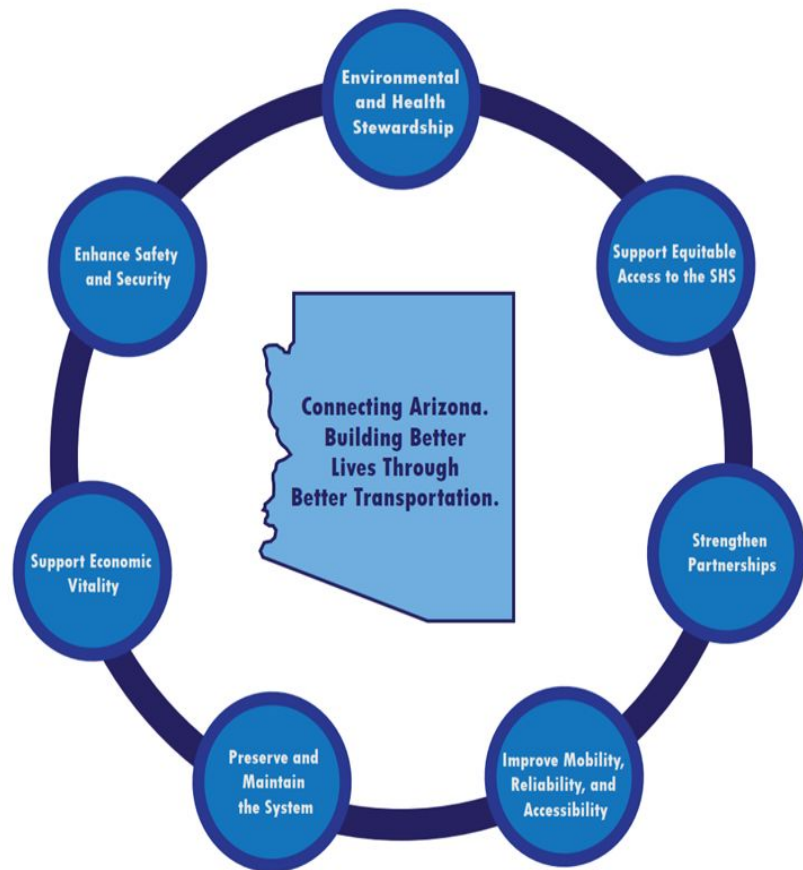 Environmental
and Health
Stewardship
Enhance Safety
and Security
Support Equitable
Access to the SHS
Connecting Arizona.
Building Better
Lives Through
Better Transportation.
Support Economic
Vitality
Strengthen
Partnerships
Preserve and
Maintain
the System
Improve Mobility,
Reliability, and
Accessibility